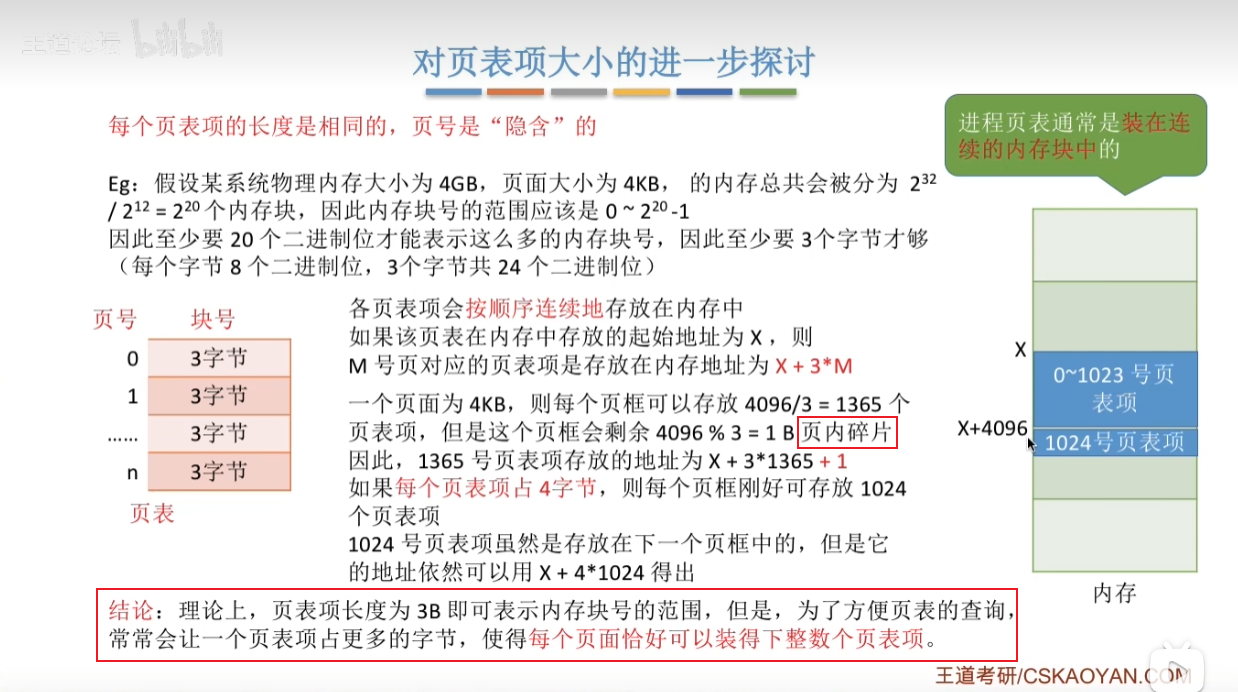 王道论坛 bilibili
对页表项大小的进一步探讨
每个页表项的长度是相同的，页号是“隐含”的
进程页表通常是装在连
续的内存块中的
Eg：假设某系统物理内存大小为 4GB，页面大小为 4KB， 的内存总共会被分为 2³²
/ 2¹² = 2²⁰ 个内存块，因此内存块号的范围应该是 0 ~ 2²⁰ -1
因此至少要 20 个二进制位才能表示这么多的内存块号，因此至少要 3个字节才够
（每个字节 8 个二进制位，3个字节共 24 个二进制位）
页号 块号
0 3字节
1 3字节
...... 3字节
n 3字节
页表
各页表项会按顺序连续地存放在内存中
如果该页表在内存中存放的起始地址为 X ，则
M 号页对应的页表项是存放在内存地址为 X + 3*M
一个页面为 4KB，则每个页框可以存放 4096/3 = 1365 个
页表项，但是这个页框会剩余 4096 % 3 = 1 B 页内碎片
因此，1365 号页表项存放的地址为 X + 3*1365 + 1
如果每个页表项占 4字节，则每个页框刚好可存放 1024
个页表项
1024 号页表项虽然是存放在下一个页框中的，但是它
的地址依然可以用 X + 4*1024 得出
X
0~1023 号页
表项
X+4096
1024号页表项
内存
结论：理论上，页表项长度为 3B 即可表示内存块号的范围，但是，为了方便页表的查询，
常常会让一个页表项占更多的字节，使得每个页面恰好可以装得下整数个页表项。
王道考研/CSKAOYAN.COM